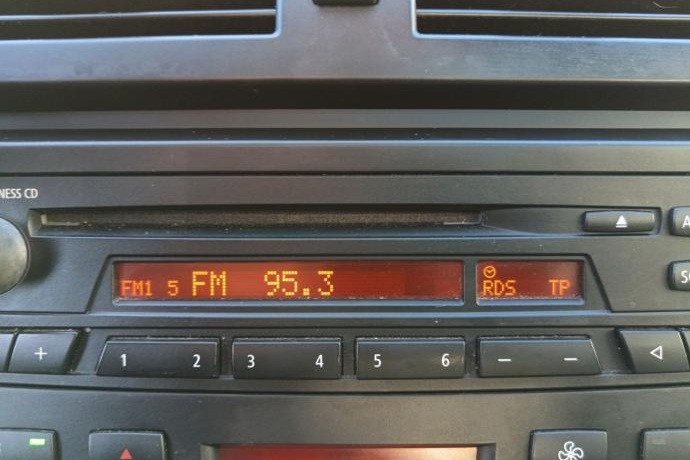 NESS CD
FM1 5 FM 95.3
RDS TP
+ 1 2 3 4 5 6 — —